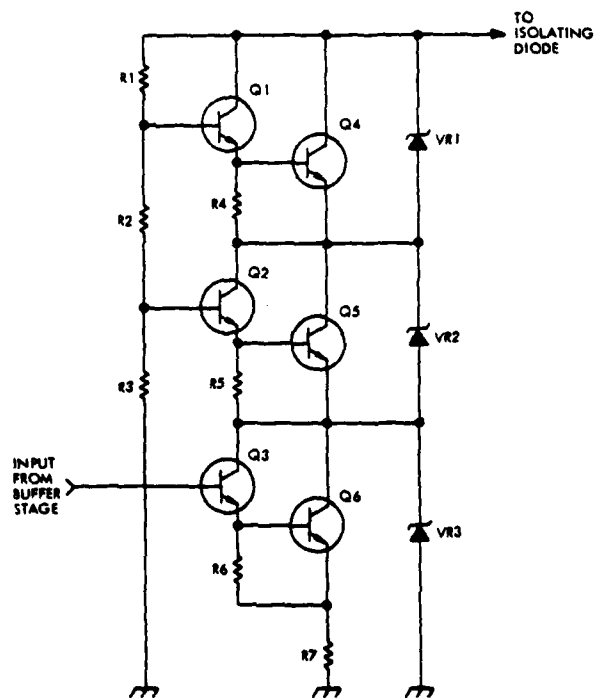 TO
ISOLATING
DIODE
R1
Q1
Q4
VR1
R2
R4
Q2
Q5
VR2
R3
R5
INPUT
FROM
BUFFER
STAGE
Q3
Q6
VR3
R6
R7